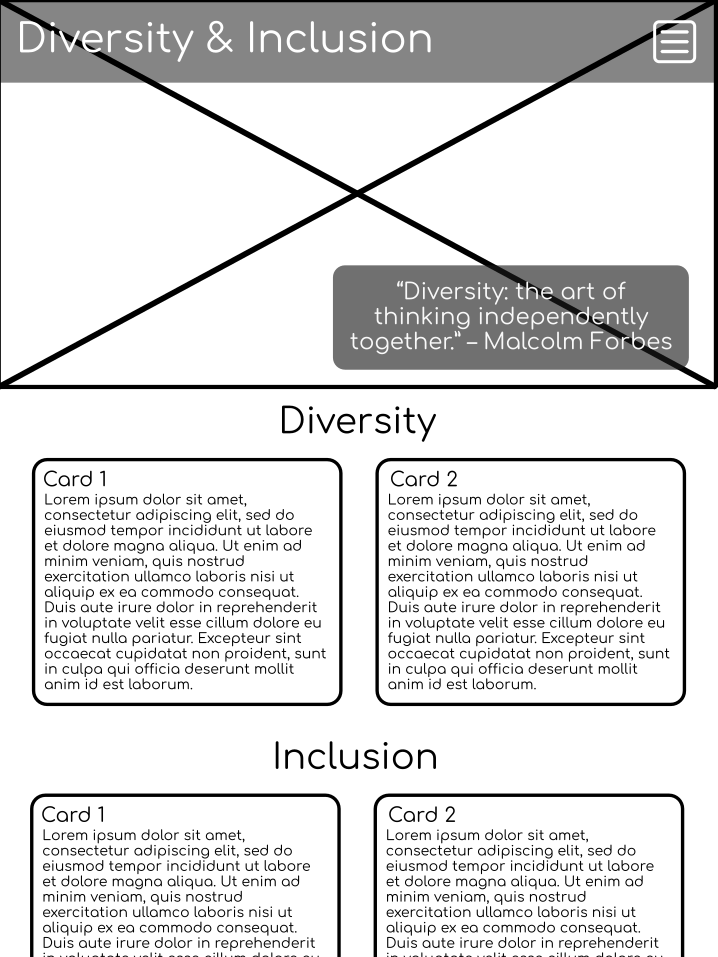 Diversity & Inclusion
“Diversity: the art of
thinking independently
together.” – Malcolm Forbes
Diversity
Card 1
Lorem ipsum dolor sit amet,
consectetur adipiscing elit, sed do
eiusmod tempor incididunt ut labore
et dolore magna aliqua. Ut enim ad
minim veniam, quis nostrud
exercitation ullamco laboris nisi ut
aliquip ex ea commodo consequat.
Duis aute irure dolor in reprehenderit
in voluptate velit esse cillum dolore eu
fugiat nulla pariatur. Excepteur sint
occaecat cupidatat non proident, sunt
in culpa qui officia deserunt mollit
anim id est laborum.
Card 2
Lorem ipsum dolor sit amet,
consectetur adipiscing elit, sed do
eiusmod tempor incididunt ut labore
et dolore magna aliqua. Ut enim ad
minim veniam, quis nostrud
exercitation ullamco laboris nisi ut
aliquip ex ea commodo consequat.
Duis aute irure dolor in reprehenderit
in voluptate velit esse cillum dolore eu
fugiat nulla pariatur. Excepteur sint
occaecat cupidatat non proident, sunt
in culpa qui officia deserunt mollit
anim id est laborum.
Inclusion
Card 1
Lorem ipsum dolor sit amet,
consectetur adipiscing elit, sed do
eiusmod tempor incididunt ut labore
et dolore magna aliqua. Ut enim ad
minim veniam, quis nostrud
exercitation ullamco laboris nisi ut
aliquip ex ea commodo consequat.
Duis aute irure dolor in reprehenderit
Card 2
Lorem ipsum dolor sit amet,
consectetur adipiscing elit, sed do
eiusmod tempor incididunt ut labore
et dolore magna aliqua. Ut enim ad
minim veniam, quis nostrud
exercitation ullamco laboris nisi ut
aliquip ex ea commodo consequat.
Duis aute irure dolor in reprehenderit